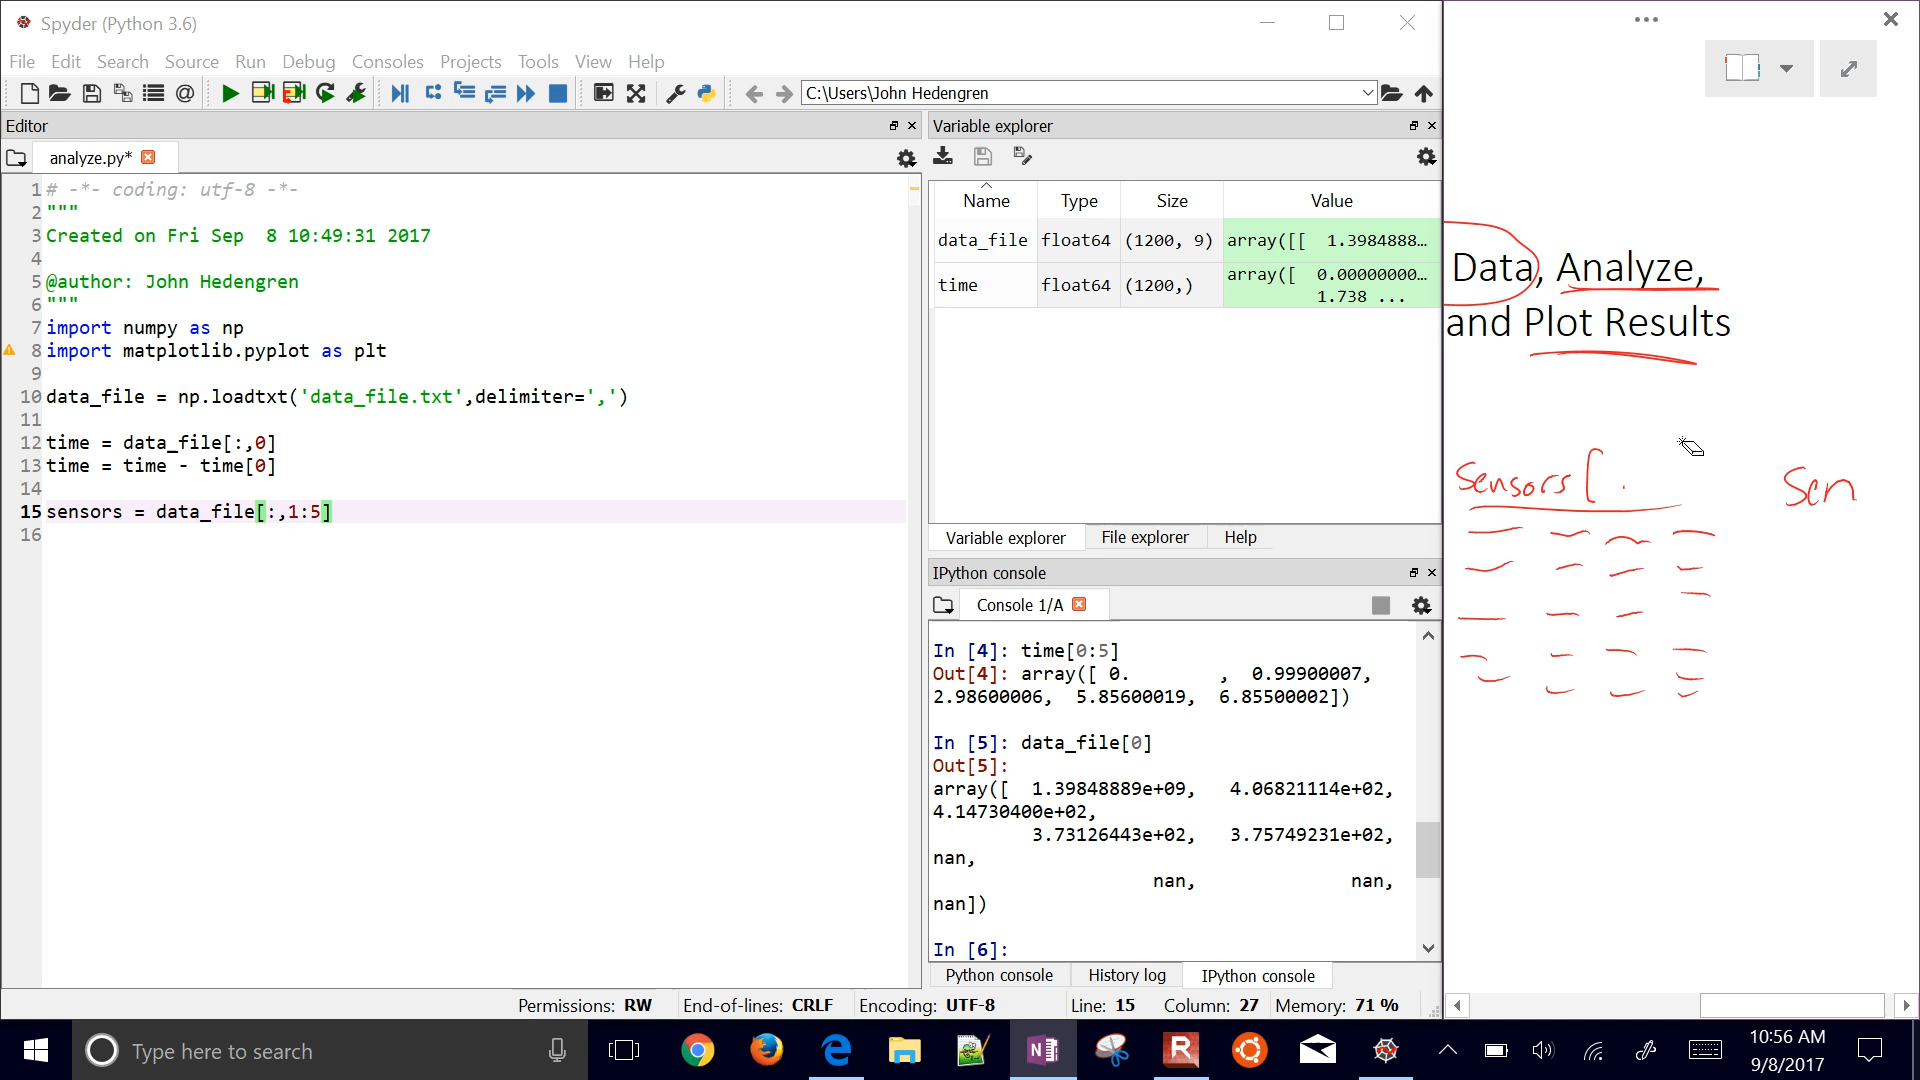 Spyder (Python 3.6)
File Edit Search Source Run Debug Consoles Projects Tools View Help
C:\Users\John Hedengren
Editor
analyze.py*
1 # -*- coding: utf-8 -*-
2 """
3 Created on Fri Sep  8 10:49:31 2017
4
5 @author: John Hedengren
6 """
7 import numpy as np
8 import matplotlib.pyplot as plt
9
10 data_file = np.loadtxt('data_file.txt',delimiter=',')
11
12 time = data_file[:,0]
13 time = time - time[0]
14
15 sensors = data_file[:,1:5]
16
Variable explorer
Name Type Size Value
data_file float64 (1200, 9) array([[  1.3984888...
time float64 (1200,) array([  0.00000000...
1.738 ...
Variable explorer File explorer Help
IPython console
Console 1/A
In [4]: time[0:5]
Out[4]: array([ 0.        ,  0.99900007,
2.98600006,  5.85600019,  6.85500002])
In [5]: data_file[0]
Out[5]:
array([  1.39848889e+09,   4.06821114e+02,
4.14730400e+02,
3.73126443e+02,   3.75749231e+02,
nan,
nan,              nan,
nan])
In [6]:
Python console History log IPython console
Permissions: RW End-of-lines: CRLF Encoding: UTF-8 Line: 15 Column: 27 Memory: 71 %
Data, Analyze,
and Plot Results
Sensors [ . Sen
Type here to search
10:56 AM
9/8/2017